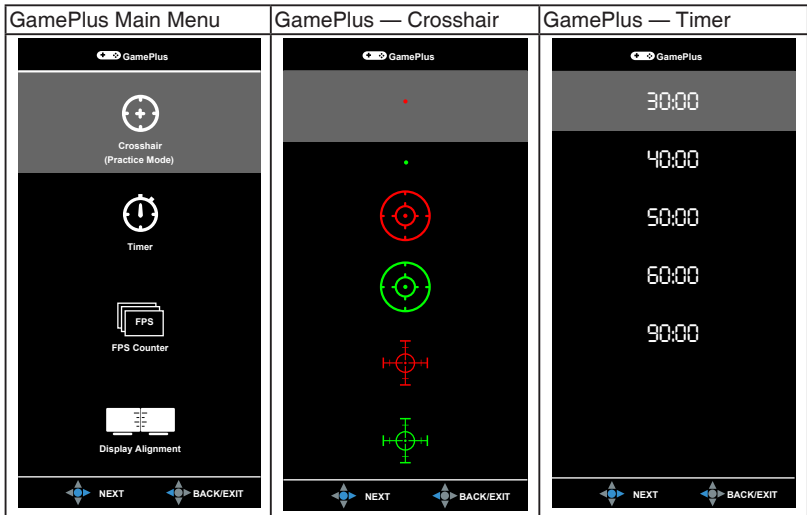 GamePlus Main Menu
GamePlus — Crosshair
GamePlus — Timer
GamePlus
Crosshair
(Practice Mode)
Timer
FPS
FPS Counter
Display Alignment
NEXT BACK/EXIT
GamePlus
NEXT BACK/EXIT
GamePlus
30:00
40:00
50:00
60:00
90:00
NEXT BACK/EXIT